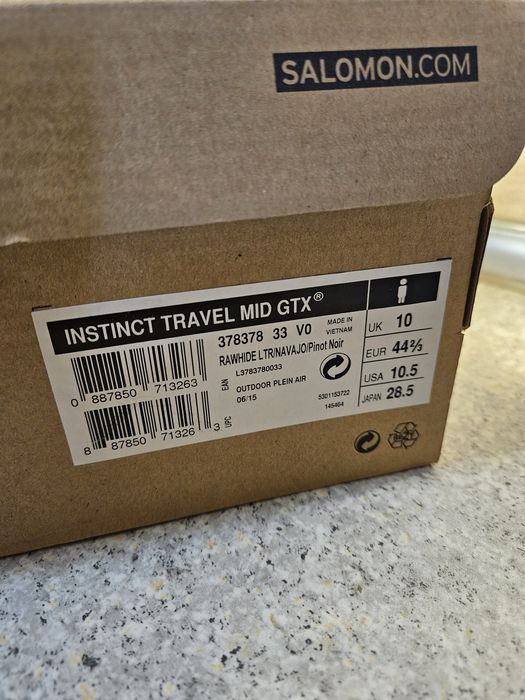 SALOMON.COM
INSTINCT TRAVEL MID GTX®
378378 33 V0
MADE IN
VIETNAM
RAWHIDE LTR/NAVAJO/Pinot Noir
L3783780033
EAN
0 887850 713263
OUTDOOR PLEIN AIR
06/15
5301153722
145464
UPC
8 87850 71326 3
UK 10
EUR 44⅔
USA 10.5
JAPAN 28.5